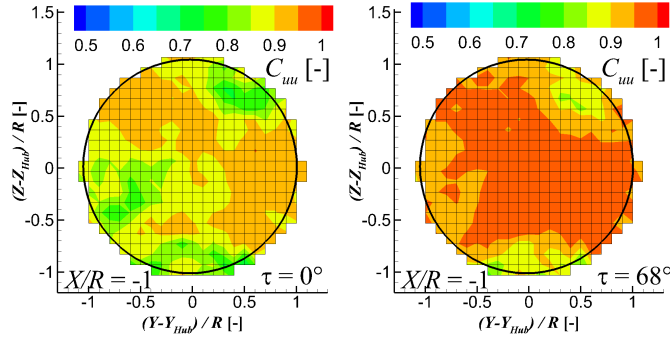 0.5 0.6 0.7 0.8 0.9 1
C_uu [-]
1.5
1
0.5
0
-0.5
-1
(Z-Z_Hub) / R [-]
X/R = -1
τ = 0°
-1 -0.5 0 0.5 1
(Y-Y_Hub) / R [-]
0.5 0.6 0.7 0.8 0.9 1
C_uu [-]
1.5
1
0.5
0
-0.5
-1
(Z-Z_Hub) / R [-]
X/R = -1
τ = 68°
-1 -0.5 0 0.5 1
(Y-Y_Hub) / R [-]